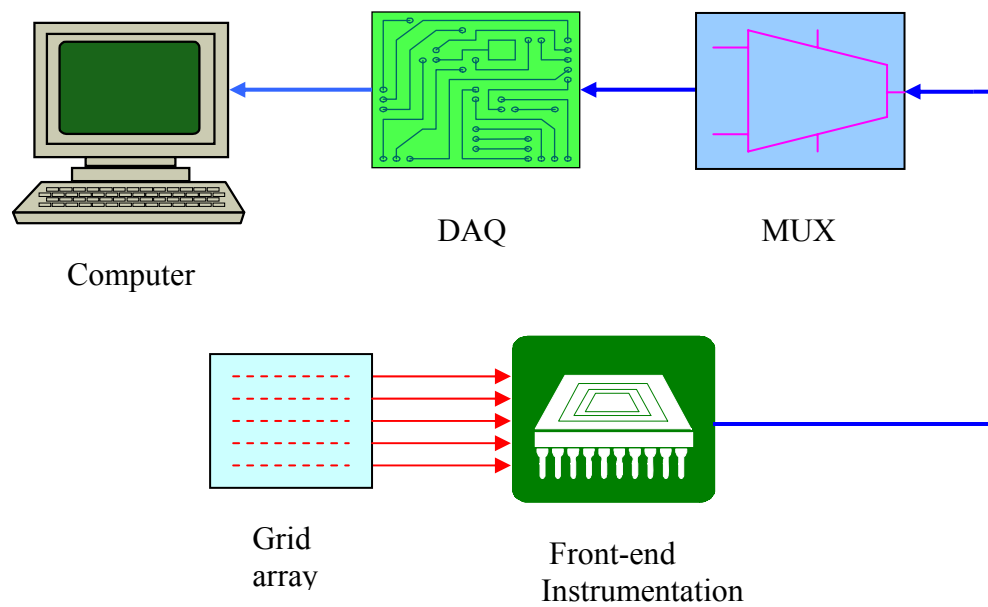 DAQ
MUX
Computer
Grid
array
Front-end
Instrumentation